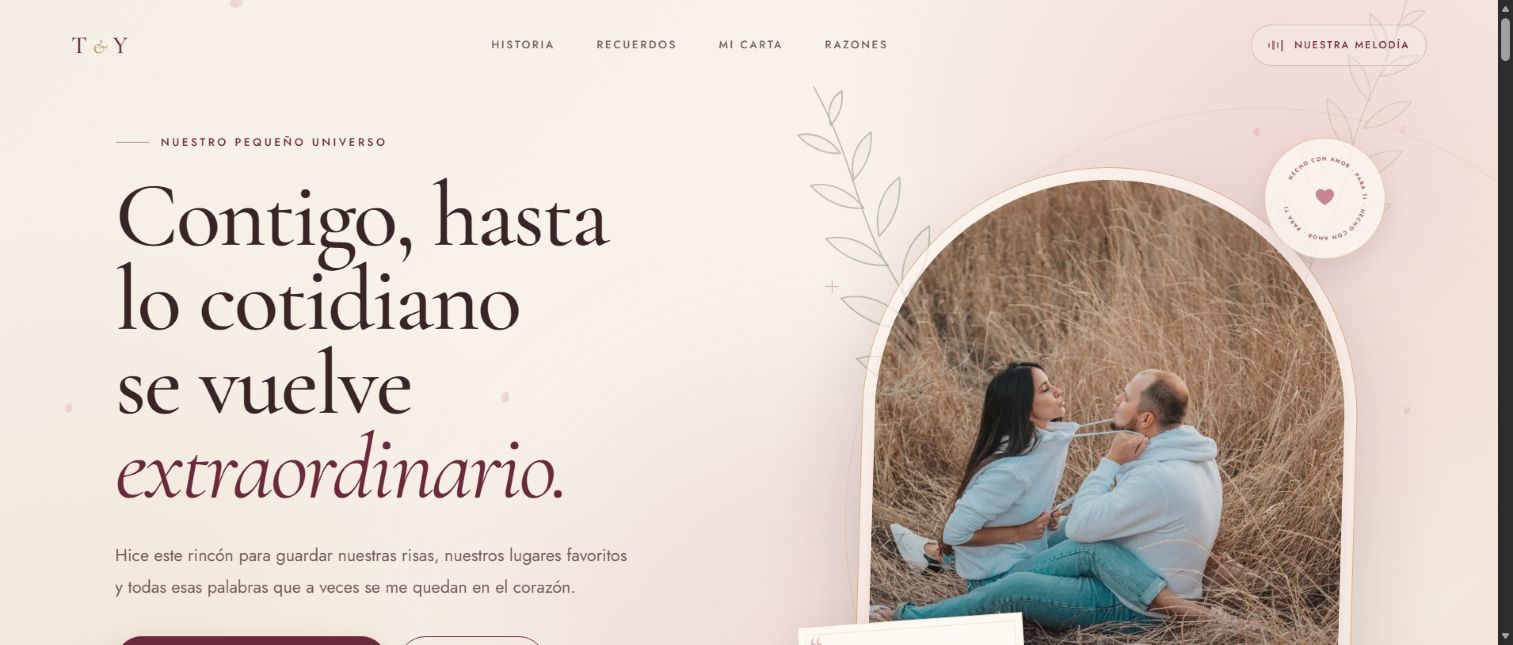 T & Y
HISTORIA
RECUERDOS
MI CARTA
RAZONES
NUESTRA MELODÍA
NUESTRO PEQUEÑO UNIVERSO
Contigo, hasta
lo cotidiano
se vuelve
extraordinario.
Hice este rincón para guardar nuestras risas, nuestros lugares favoritos
y todas esas palabras que a veces se me quedan en el corazón.
HECHO CON AMOR · PARA TI · HECHO CON AMOR · PARA TI ·
“